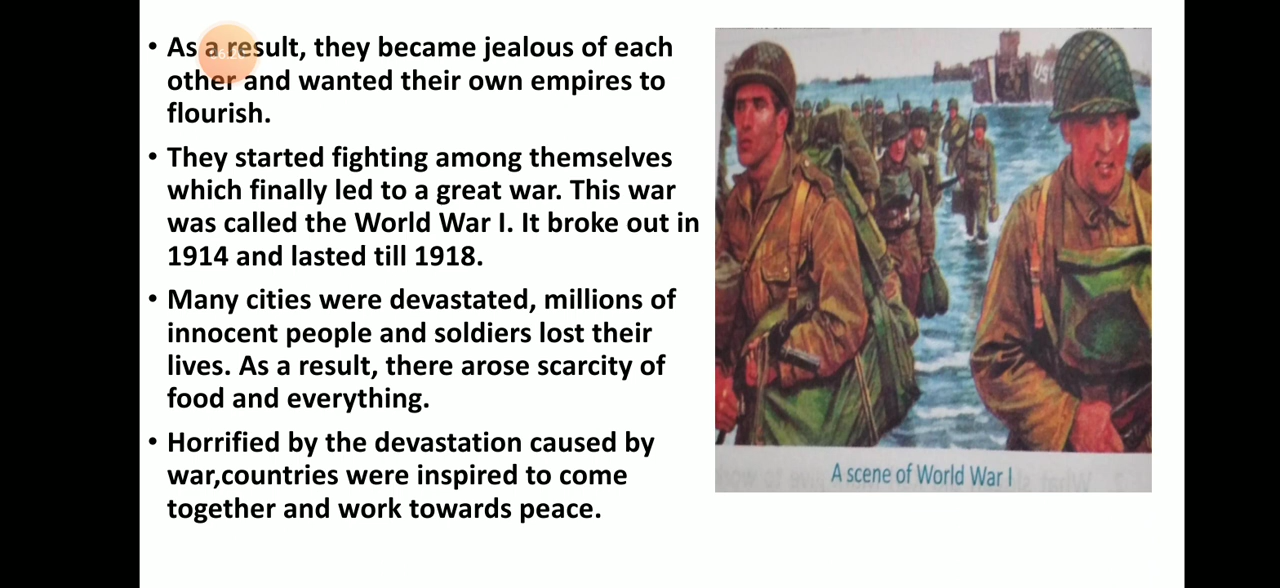 • As a result, they became jealous of each
other and wanted their own empires to
flourish.
• They started fighting among themselves
which finally led to a great war. This war
was called the World War I. It broke out in
1914 and lasted till 1918.
• Many cities were devastated, millions of
innocent people and soldiers lost their
lives. As a result, there arose scarcity of
food and everything.
• Horrified by the devastation caused by
war,countries were inspired to come
together and work towards peace.
A scene of World War I